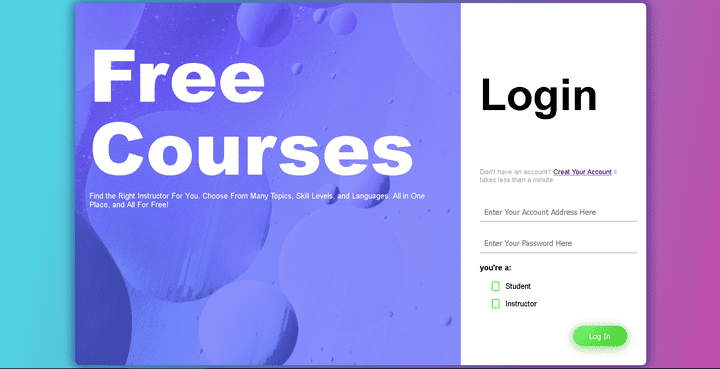 Free
Courses
Find the Right Instructor For You. Choose From Many Topics, Skill Levels, and Languages. All in One
Place, and All For Free!
Login
Don't have an account? Creat Your Account it
takes less than a minute
Enter Your Account Address Here
Enter Your Password Here
you're a:
Student
Instructor
Log In